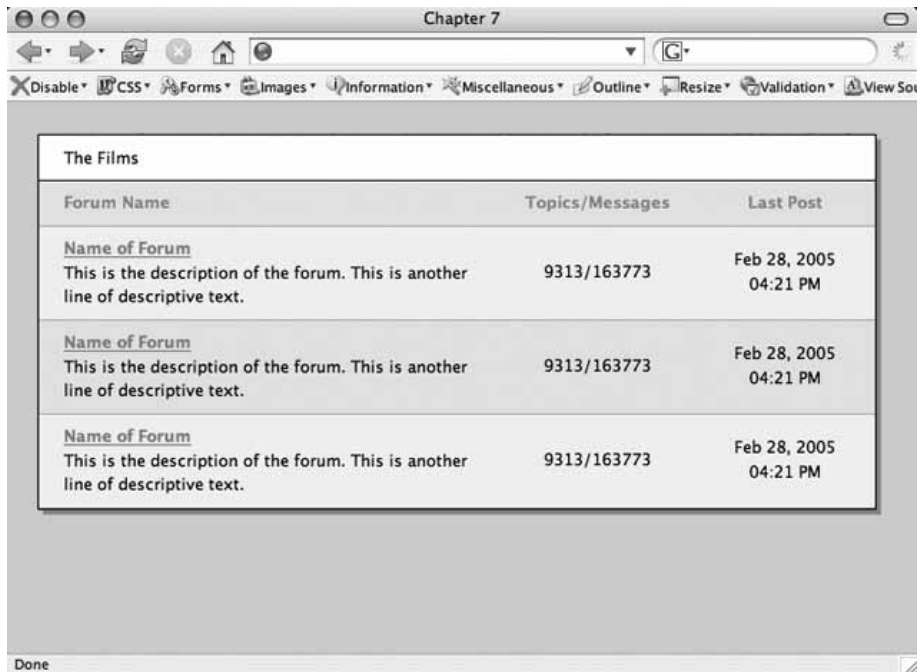 Chapter 7
G
Disable CSS Forms Images Information Miscellaneous Outline Resize Validation View Sou
The Films
Forum Name Topics/Messages Last Post
Name of Forum
This is the description of the forum. This is another
line of descriptive text.
9313/163773
Feb 28, 2005
04:21 PM
Name of Forum
This is the description of the forum. This is another
line of descriptive text.
9313/163773
Feb 28, 2005
04:21 PM
Name of Forum
This is the description of the forum. This is another
line of descriptive text.
9313/163773
Feb 28, 2005
04:21 PM
Done